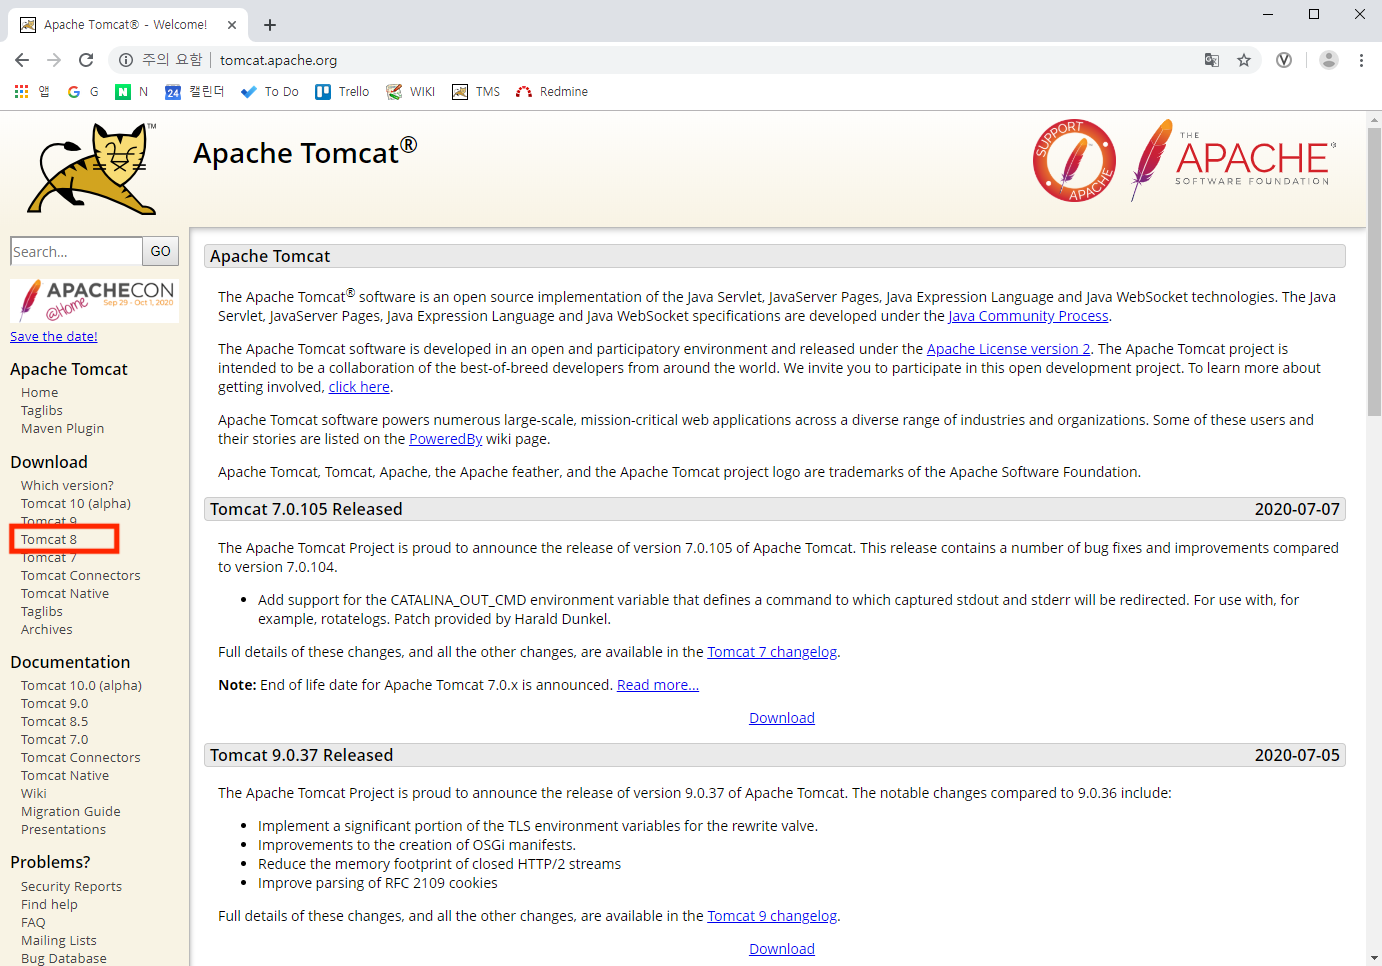 Apache Tomcat® - Welcome!
주의 요함
tomcat.apache.org
앱
G
N
24
캘린더
To Do
Trello
WIKI
TMS
Redmine
TM
Apache Tomcat®
SUPPORT APACHE
THE
APACHE®
SOFTWARE FOUNDATION
Search...
GO
APACHECON
@Home
Sep 29 - Oct 1, 2020
Save the date!
Apache Tomcat
Home
Taglibs
Maven Plugin
Download
Which version?
Tomcat 10 (alpha)
Tomcat 9
Tomcat 8
Tomcat 7
Tomcat Connectors
Tomcat Native
Taglibs
Archives
Documentation
Tomcat 10.0 (alpha)
Tomcat 9.0
Tomcat 8.5
Tomcat 7.0
Tomcat Connectors
Tomcat Native
Wiki
Migration Guide
Presentations
Problems?
Security Reports
Find help
FAQ
Mailing Lists
Bug Database
Apache Tomcat
The Apache Tomcat® software is an open source implementation of the Java Servlet, JavaServer Pages, Java Expression Language and Java WebSocket technologies. The Java
Servlet, JavaServer Pages, Java Expression Language and Java WebSocket specifications are developed under the Java Community Process.
The Apache Tomcat software is developed in an open and participatory environment and released under the Apache License version 2. The Apache Tomcat project is
intended to be a collaboration of the best-of-breed developers from around the world. We invite you to participate in this open development project. To learn more about
getting involved, click here.
Apache Tomcat software powers numerous large-scale, mission-critical web applications across a diverse range of industries and organizations. Some of these users and
their stories are listed on the PoweredBy wiki page.
Apache Tomcat, Tomcat, Apache, the Apache feather, and the Apache Tomcat project logo are trademarks of the Apache Software Foundation.
Tomcat 7.0.105 Released 2020-07-07
The Apache Tomcat Project is proud to announce the release of version 7.0.105 of Apache Tomcat. This release contains a number of bug fixes and improvements compared
to version 7.0.104.
• Add support for the CATALINA_OUT_CMD environment variable that defines a command to which captured stdout and stderr will be redirected. For use with, for
example, rotatelogs. Patch provided by Harald Dunkel.
Full details of these changes, and all the other changes, are available in the Tomcat 7 changelog.
Note: End of life date for Apache Tomcat 7.0.x is announced. Read more...
Download
Tomcat 9.0.37 Released 2020-07-05
The Apache Tomcat Project is proud to announce the release of version 9.0.37 of Apache Tomcat. The notable changes compared to 9.0.36 include:
• Implement a significant portion of the TLS environment variables for the rewrite valve.
• Improvements to the creation of OSGi manifests.
• Reduce the memory footprint of closed HTTP/2 streams
• Improve parsing of RFC 2109 cookies
Full details of these changes, and all the other changes, are available in the Tomcat 9 changelog.
Download